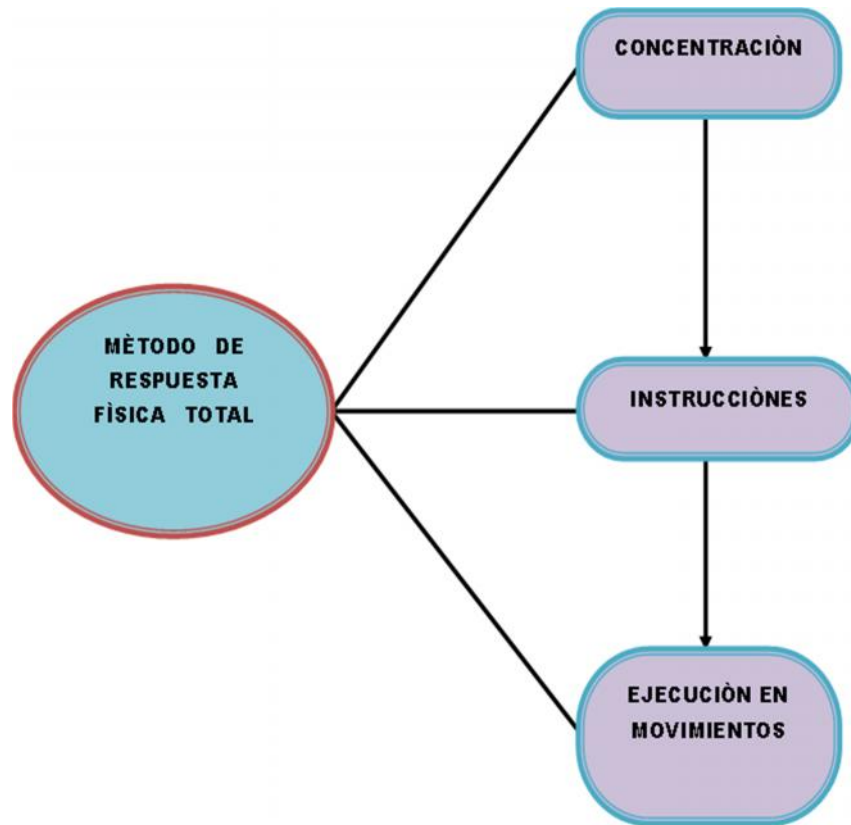 CONCENTRACIÒN
MÈTODO DE
RESPUESTA
FÌSICA TOTAL
INSTRUCCIÒNES
EJECUCIÒN EN
MOVIMIENTOS